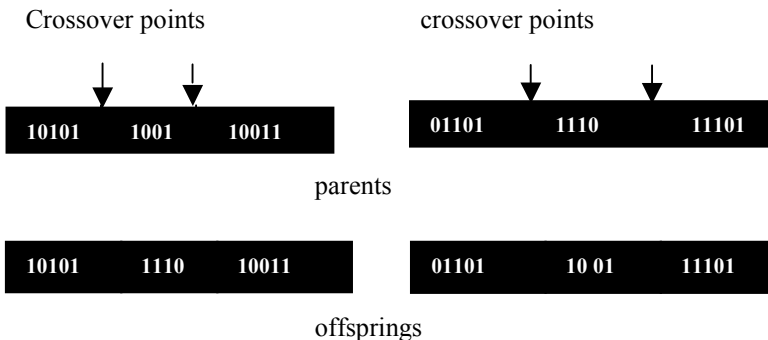 Crossover points crossover points
10101 1001 10011 01101 1110 11101
parents
10101 1110 10011 01101 10 01 11101
offsprings